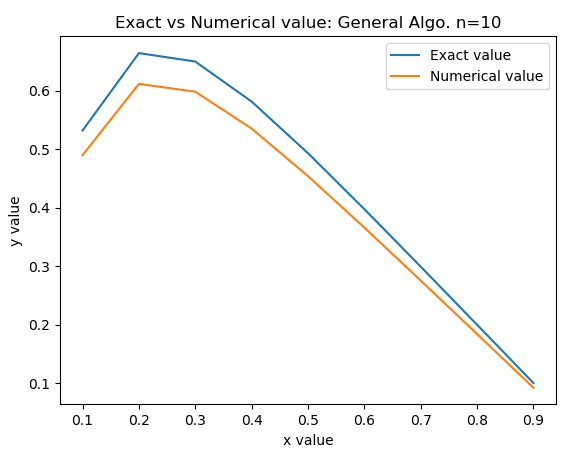 Exact vs Numerical value: General Algo. n=10
Exact value
Numerical value
y value
0.6
0.5
0.4
0.3
0.2
0.1
0.1 0.2 0.3 0.4 0.5 0.6 0.7 0.8 0.9
x value